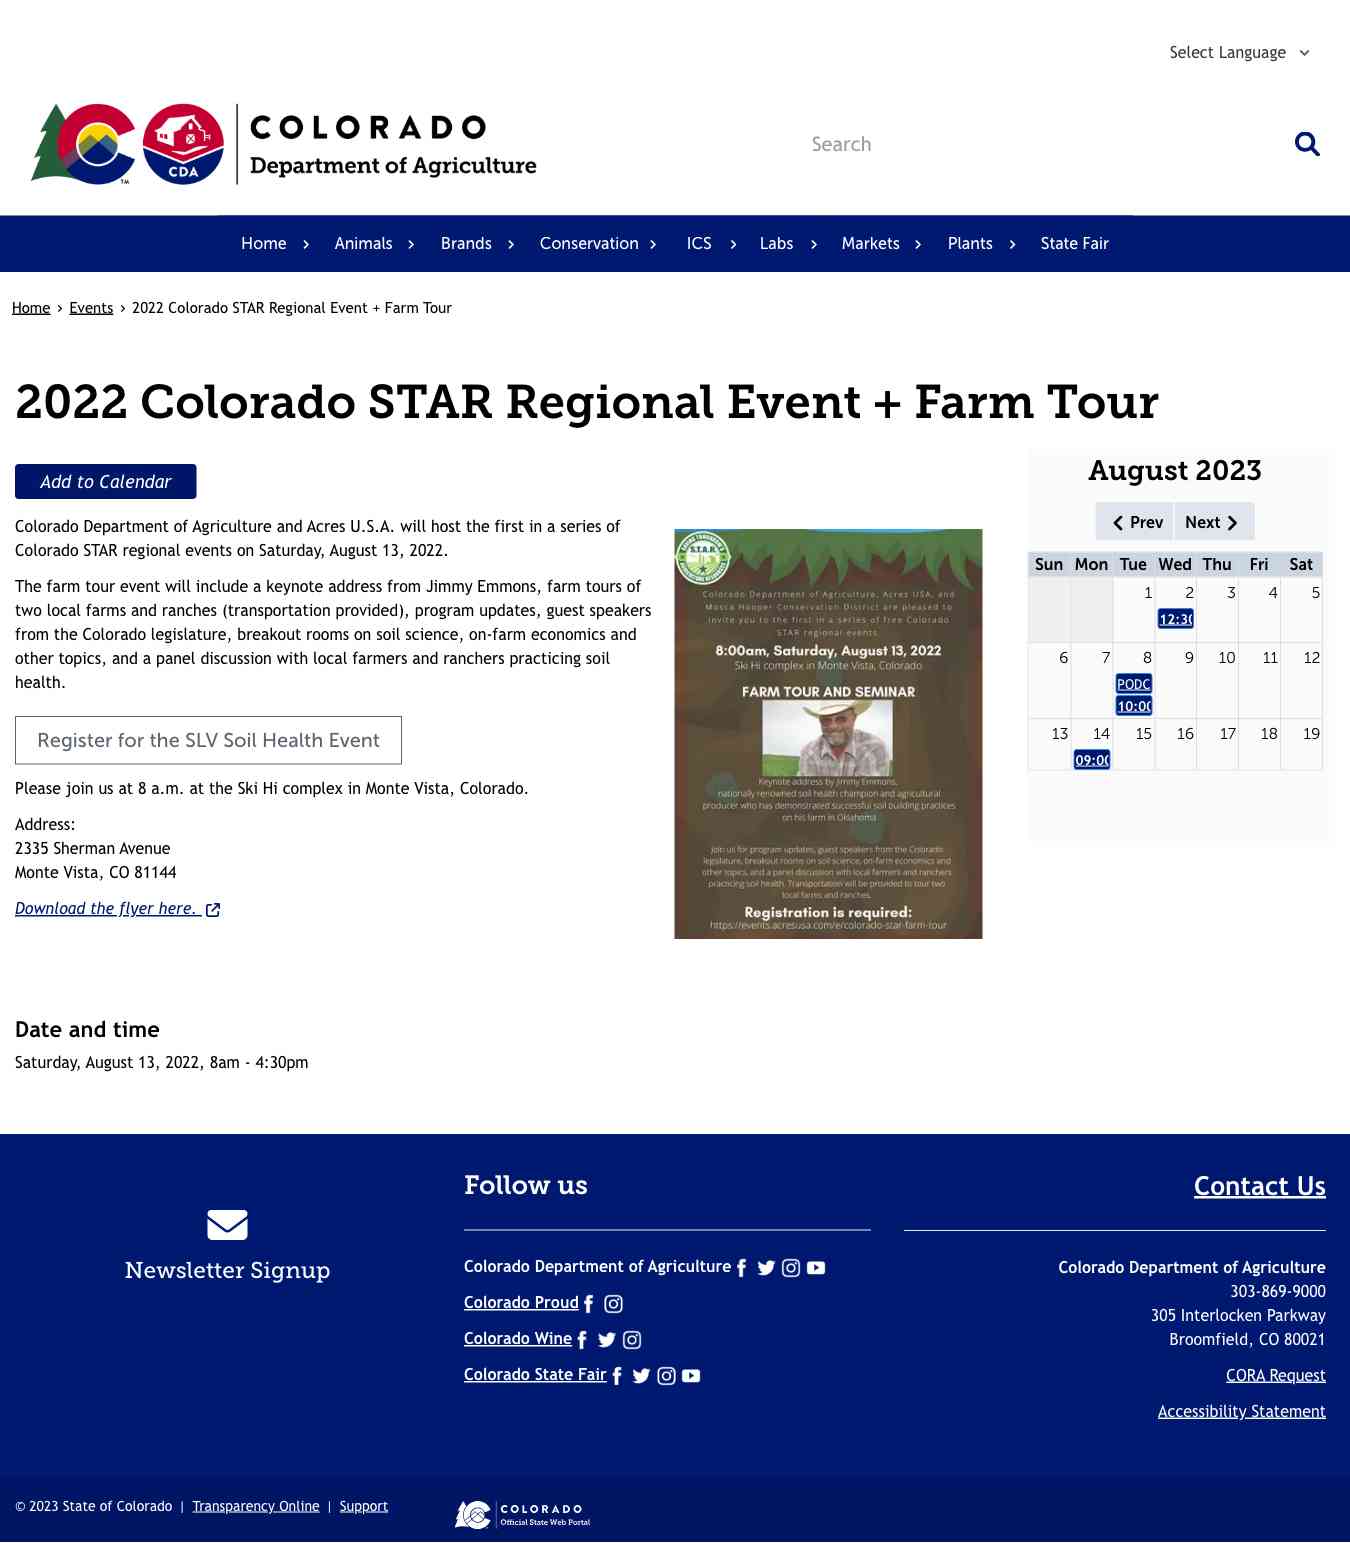 Select Language
CDA
TM
COLORADO
Department of Agriculture
Search
Home
Animals
Brands
Conservation
ICS
Labs
Markets
Plants
State Fair
Home › Events › 2022 Colorado STAR Regional Event + Farm Tour
2022 Colorado STAR Regional Event + Farm Tour
Add to Calendar
Colorado Department of Agriculture and Acres U.S.A. will host the first in a series of
Colorado STAR regional events on Saturday, August 13, 2022.
The farm tour event will include a keynote address from Jimmy Emmons, farm tours of
two local farms and ranches (transportation provided), program updates, guest speakers
from the Colorado legislature, breakout rooms on soil science, on-farm economics and
other topics, and a panel discussion with local farmers and ranchers practicing soil
health.
Register for the SLV Soil Health Event
Please join us at 8 a.m. at the Ski Hi complex in Monte Vista, Colorado.
Address:
2335 Sherman Avenue
Monte Vista, CO 81144
Download the flyer here.
S.T.A.R
Colorado Department of Agriculture, Acres USA, and
Mosca Hooper Conservation District are pleased to
invite you to the first in a series of free Colorado
STAR regional events.
8:00am, Saturday, August 13, 2022
Ski Hi complex in Monte Vista, Colorado
FARM TOUR AND SEMINAR
Keynote address by Jimmy Emmons,
nationally renowned soil health champion and agricultural
producer who has demonstrated successful soil building practices
on his farm in Oklahoma
Join us for program updates, guest speakers from the Colorado
legislature, breakout rooms on soil science, on-farm economics and
other topics, and a panel discussion with local farmers and ranchers
practicing soil health. Transportation will be provided to tour two
local farms and ranches.
Registration is required:
https://events.acresusa.com/e/colorado-star-farm-tour
August 2023
Prev Next
Sun Mon Tue Wed Thu Fri Sat
1 2 3 4 5
12:30
6 7 8 9 10 11 12
PODC
10:00
13 14 15 16 17 18 19
09:00
Date and time
Saturday, August 13, 2022, 8am - 4:30pm
Newsletter Signup
Follow us
Colorado Department of Agriculture
Colorado Proud
Colorado Wine
Colorado State Fair
Contact Us
Colorado Department of Agriculture
303-869-9000
305 Interlocken Parkway
Broomfield, CO 80021
CORA Request
Accessibility Statement
© 2023 State of Colorado | Transparency Online | Support
COLORADO
Official State Web Portal